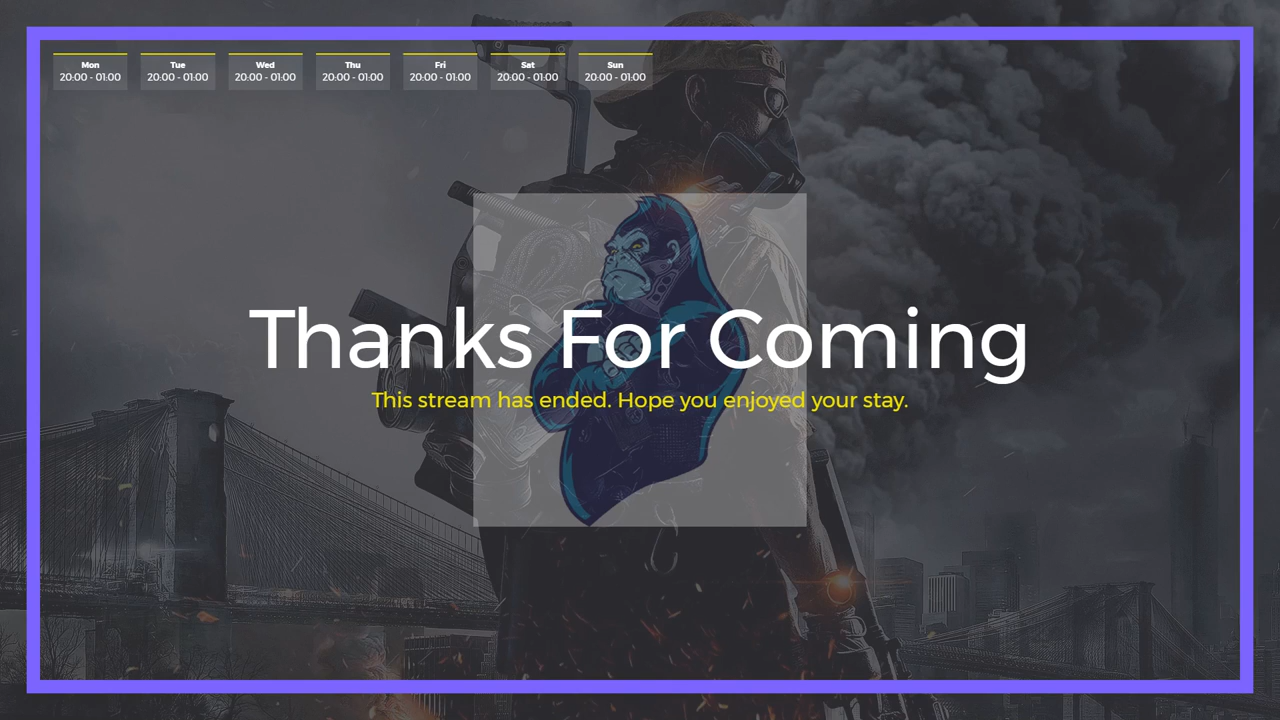 Mon Tue Wed Thu Fri Sat Sun
20:00 - 01:00 20:00 - 01:00 20:00 - 01:00 20:00 - 01:00 20:00 - 01:00 20:00 - 01:00 20:00 - 01:00
Thanks For Coming
This stream has ended. Hope you enjoyed your stay.